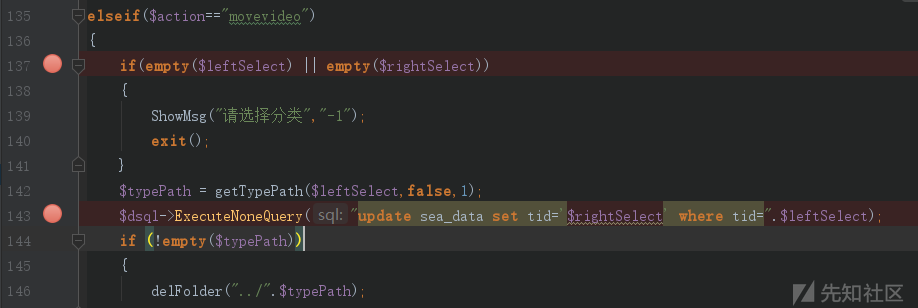 135 elseif($action=="movevideo")
136 {
137 if(empty($leftSelect) || empty($rightSelect))
138 {
139 ShowMsg("请选择分类","-1");
140 exit();
141 }
142 $typePath = getTypePath($leftSelect,false,1);
143 $dsql->ExecuteNoneQuery( sql: "update sea_data set tid='$rightSelect' where tid=".$leftSelect);
144 if (!empty($typePath))
145 {
146 delFolder("../".$typePath);
先知社区